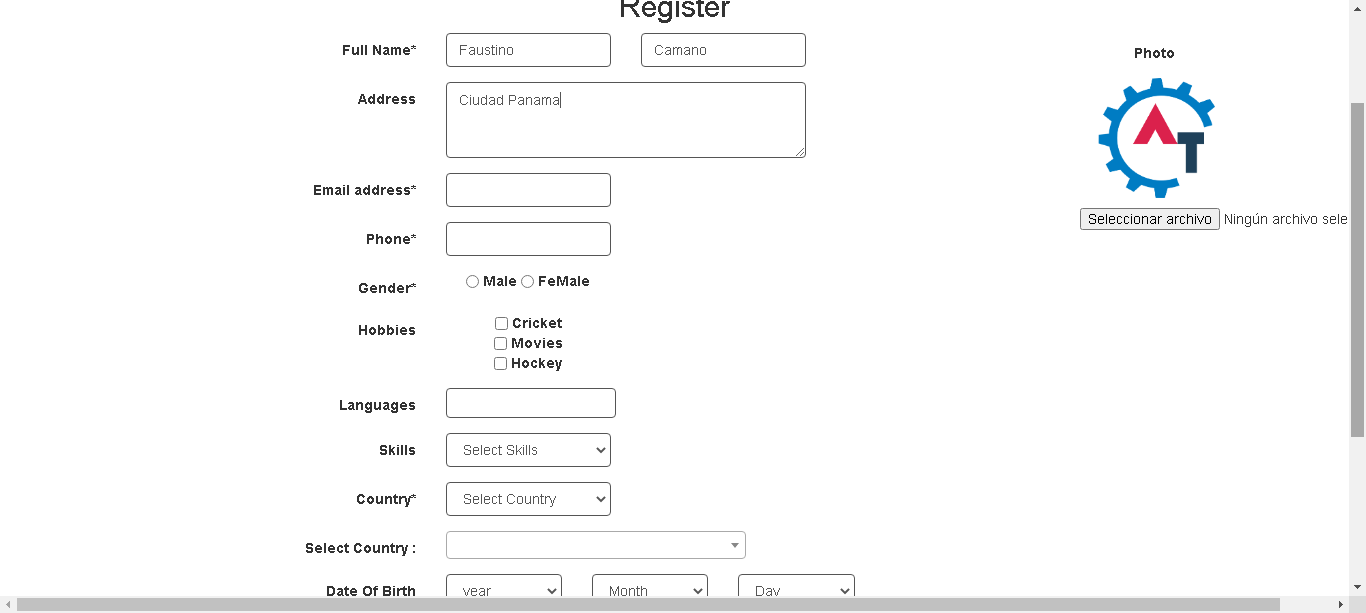 Register
Full Name*
Faustino
Camano
Photo
Address
Ciudad Panama
AT
Email address*
Seleccionar archivo Ningún archivo sele
Phone*
Gender*
Male FeMale
Hobbies
Cricket
Movies
Hockey
Languages
Skills
Select Skills
Country*
Select Country
Select Country :
Date Of Birth
year
Month
Day